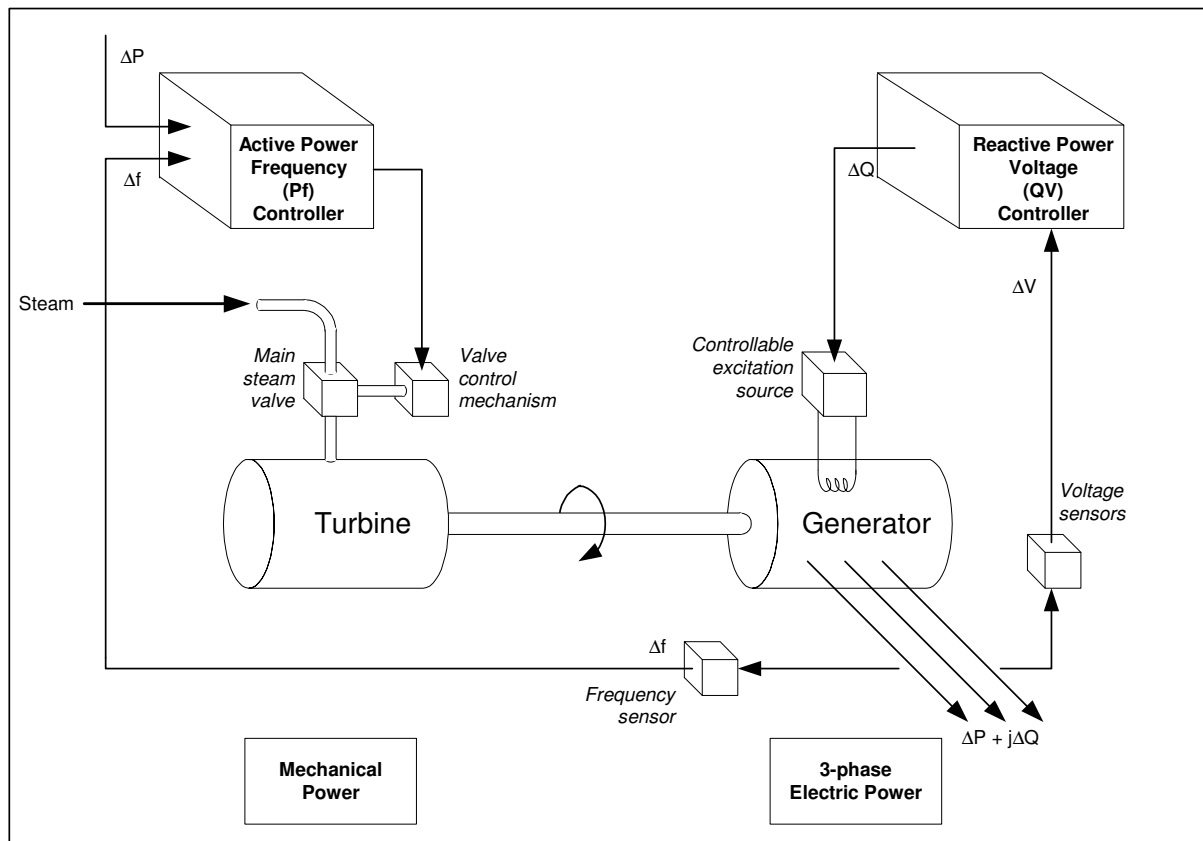 ΔP
Active Power
Frequency
(Pf)
Controller
Δf
Reactive Power
Voltage
(QV)
Controller
ΔQ
ΔV
Steam
Main
steam
valve
Valve
control
mechanism
Controllable
excitation
source
Turbine
Generator
Voltage
sensors
Δf
Frequency
sensor
ΔP + jΔQ
Mechanical
Power
3-phase
Electric Power